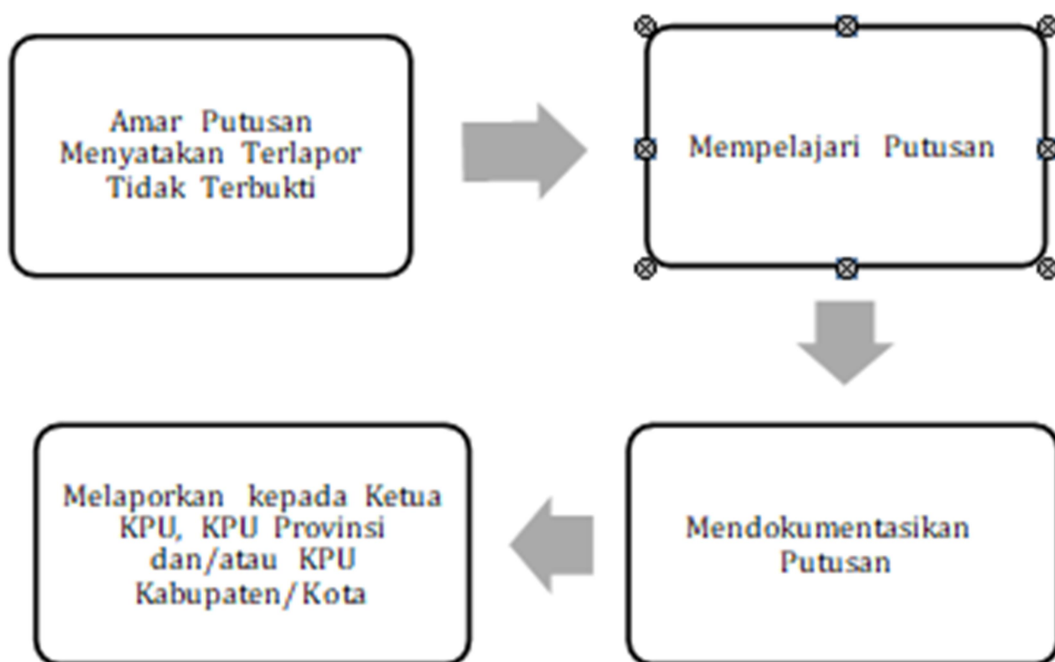 Amar Putusan
Menyatakan Terlapor
Tidak Terbukti
Mempelajari Putusan
Mendokumentasikan
Putusan
Melaporkan kepada Ketua
KPU, KPU Provinsi
dan/atau KPU
Kabupaten/Kota